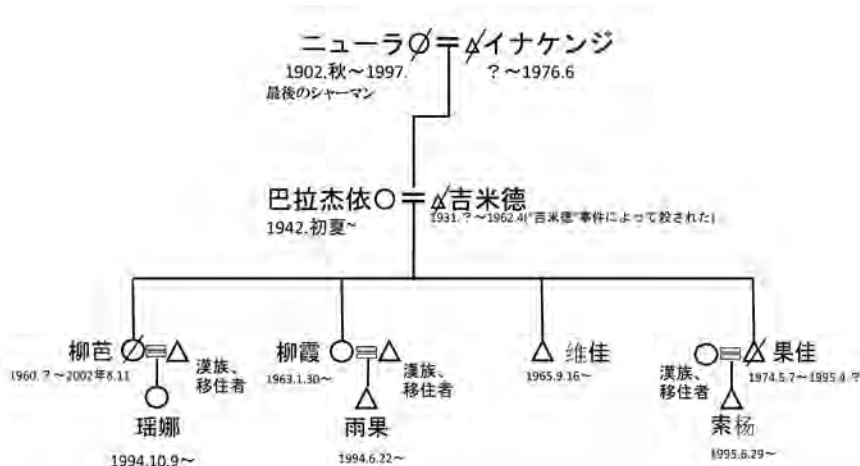 ニューラ
イナケンジ
1902.秋～1997.
？～1976.6
最後のシャーマン
巴拉杰依
吉米德
1942.初夏~
1931.？～1962.4("吉米德"事件によって殺された)
柳芭
漢族、
移住者
1960.？～2002年8.11
柳霞
漢族、
移住者
1963.1.30～
维佳
1965.9.16～
漢族、
移住者
果佳
1974.5.7～1995.4.？
瑶娜
1994.10.9～
雨果
1994.6.22～
索杨
1995.6.29～